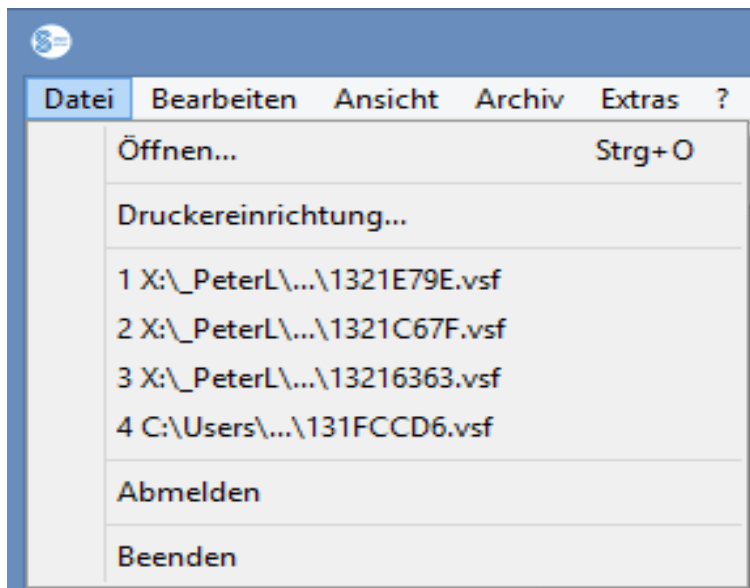 Datei Bearbeiten Ansicht Archiv Extras ?
Öffnen... Strg+O
Druckereinrichtung...
1 X:\_PeterL\...\1321E79E.vsf
2 X:\_PeterL\...\1321C67F.vsf
3 X:\_PeterL\...\13216363.vsf
4 C:\Users\...\131FCCD6.vsf
Abmelden
Beenden